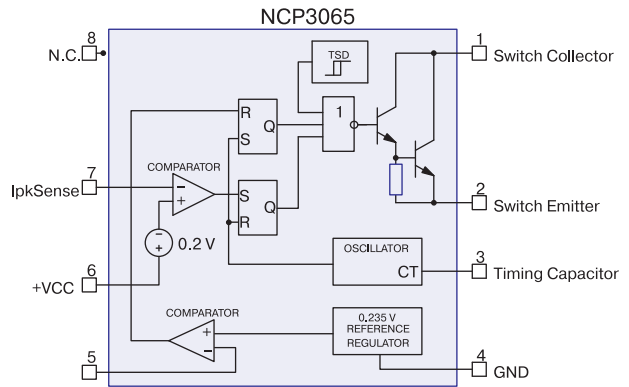 NCP3065
8
N.C.
TSD
1
Switch Collector
R
S
Q
1
7
IpkSense
COMPARATOR
−
+
S
R
Q
2
Switch Emitter
−
+
0.2 V
OSCILLATOR
CT
3
Timing Capacitor
6
+VCC
COMPARATOR
+
−
0.235 V
REFERENCE
REGULATOR
5
4
GND